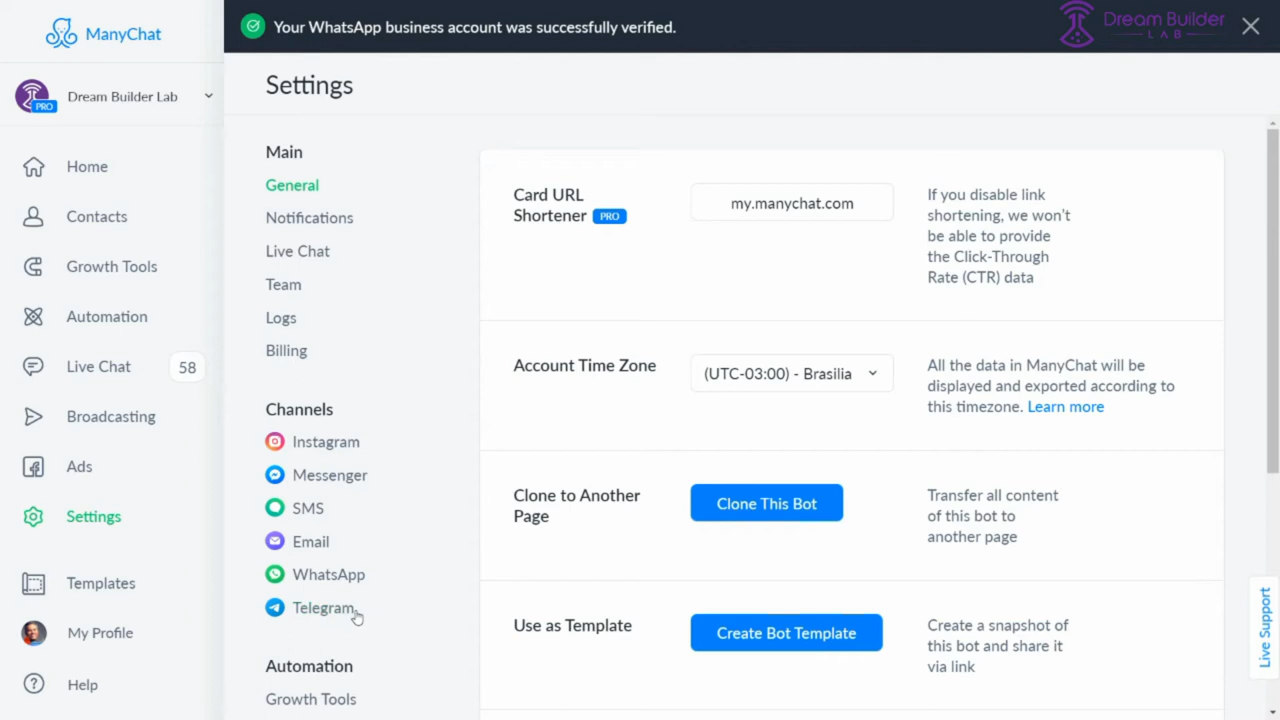 ManyChat
Your WhatsApp business account was successfully verified.
Dream Builder
LAB
PRO
Dream Builder Lab
Settings
Home
Contacts
Growth Tools
Automation
Live Chat
58
Broadcasting
Ads
Settings
Templates
My Profile
Help
Main
General
Notifications
Live Chat
Team
Logs
Billing
Channels
Instagram
Messenger
SMS
Email
WhatsApp
Telegram
Automation
Growth Tools
Card URL
Shortener PRO
my.manychat.com
If you disable link
shortening, we won't
be able to provide
the Click-Through
Rate (CTR) data
Account Time Zone
(UTC-03:00) - Brasilia
All the data in ManyChat will be
displayed and exported according to
this timezone. Learn more
Clone to Another
Page
Clone This Bot
Transfer all content
of this bot to
another page
Use as Template
Create Bot Template
Create a snapshot of
this bot and share it
via link
Live Support